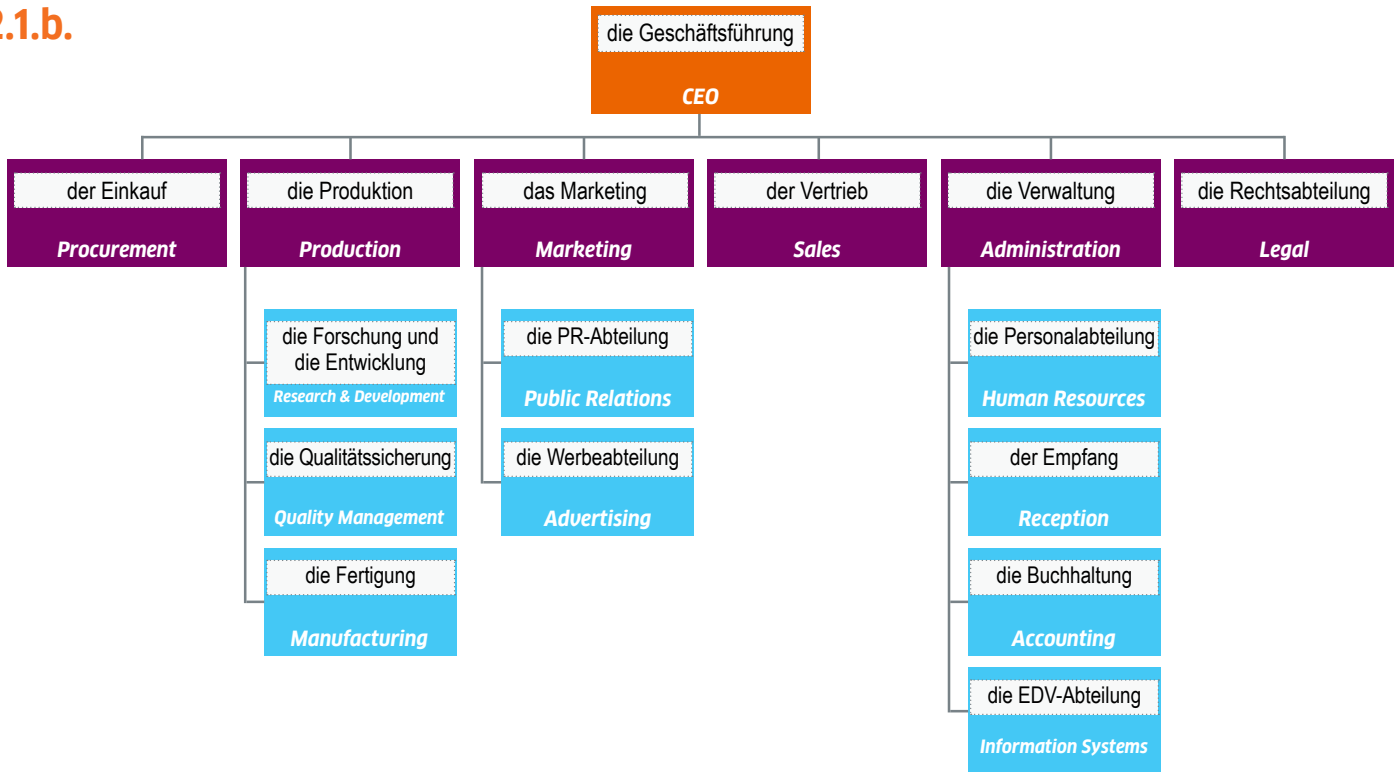 2.1.b.
die Geschäftsführung
CEO
der Einkauf
Procurement
die Produktion
Production
das Marketing
Marketing
der Vertrieb
Sales
die Verwaltung
Administration
die Rechtsabteilung
Legal
die Forschung und
die Entwicklung
Research & Development
die Qualitätssicherung
Quality Management
die Fertigung
Manufacturing
die PR-Abteilung
Public Relations
die Werbeabteilung
Advertising
die Personalabteilung
Human Resources
der Empfang
Reception
die Buchhaltung
Accounting
die EDV-Abteilung
Information Systems